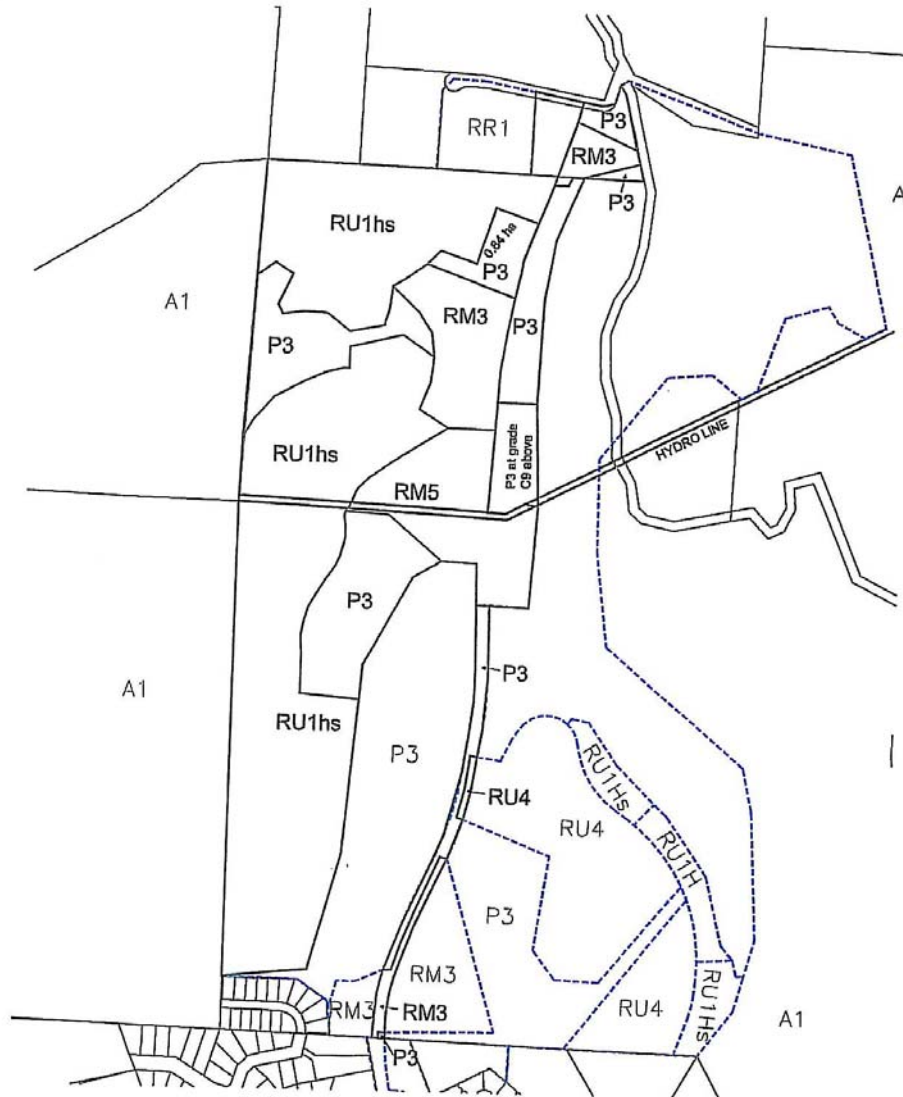 P3
RR1
RM3
P3
A
RU1hs
0.84 ha
P3
A1
RM3
P3
P3
RU1hs
P3 at grade
C9 above
HYDRO LINE
RM5
P3
P3
A1
RU1hs
P3
RU1Hs
RU4
RU4
RU1H
P3
RM3
RM3
RM3
RU4
RU1Hs
A1
P3